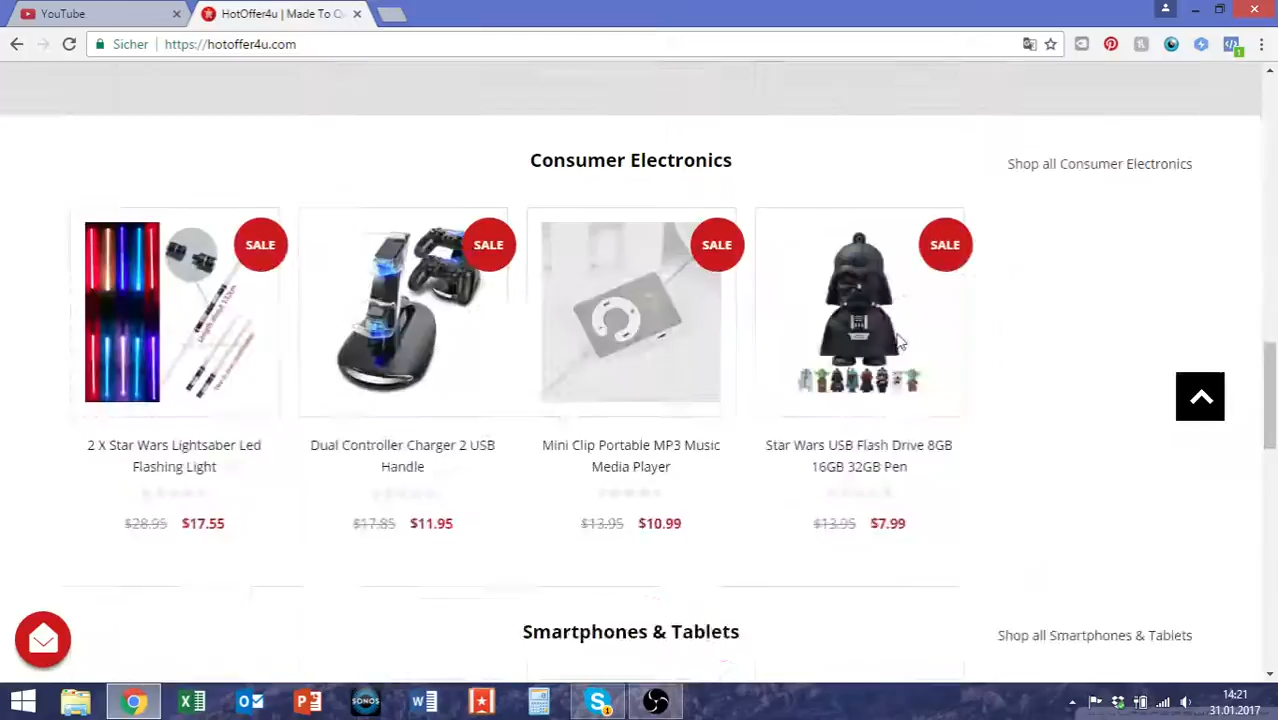 YouTube
HotOffer4u | Made To O
Sicher
https://hotoffer4u.com
1
Consumer Electronics
Shop all Consumer Electronics
SALE
SALE
SALE
SALE
2 X Star Wars Lightsaber Led
Flashing Light
$28.95 $17.55
Dual Controller Charger 2 USB
Handle
$17.85 $11.95
Mini Clip Portable MP3 Music
Media Player
$13.95 $10.99
Star Wars USB Flash Drive 8GB
16GB 32GB Pen
$13.95 $7.99
Smartphones & Tablets
Shop all Smartphones & Tablets
SONOS
1
14:21
31.01.2017